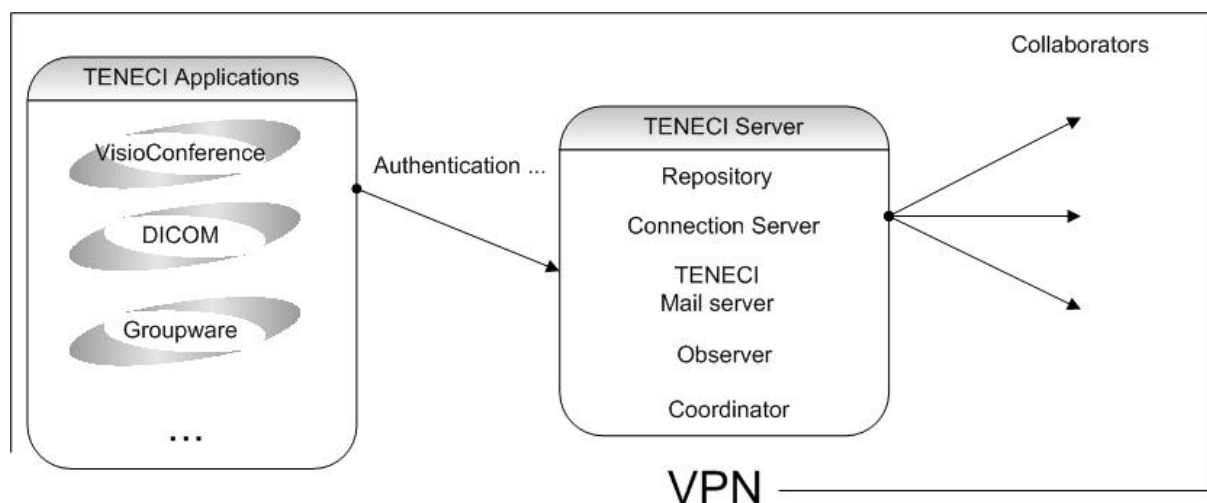 Collaborators
TENECI Applications
VisioConference
DICOM
Groupware
...
Authentication ...
TENECI Server
Repository
Connection Server
TENECI
Mail server
Observer
Coordinator
VPN